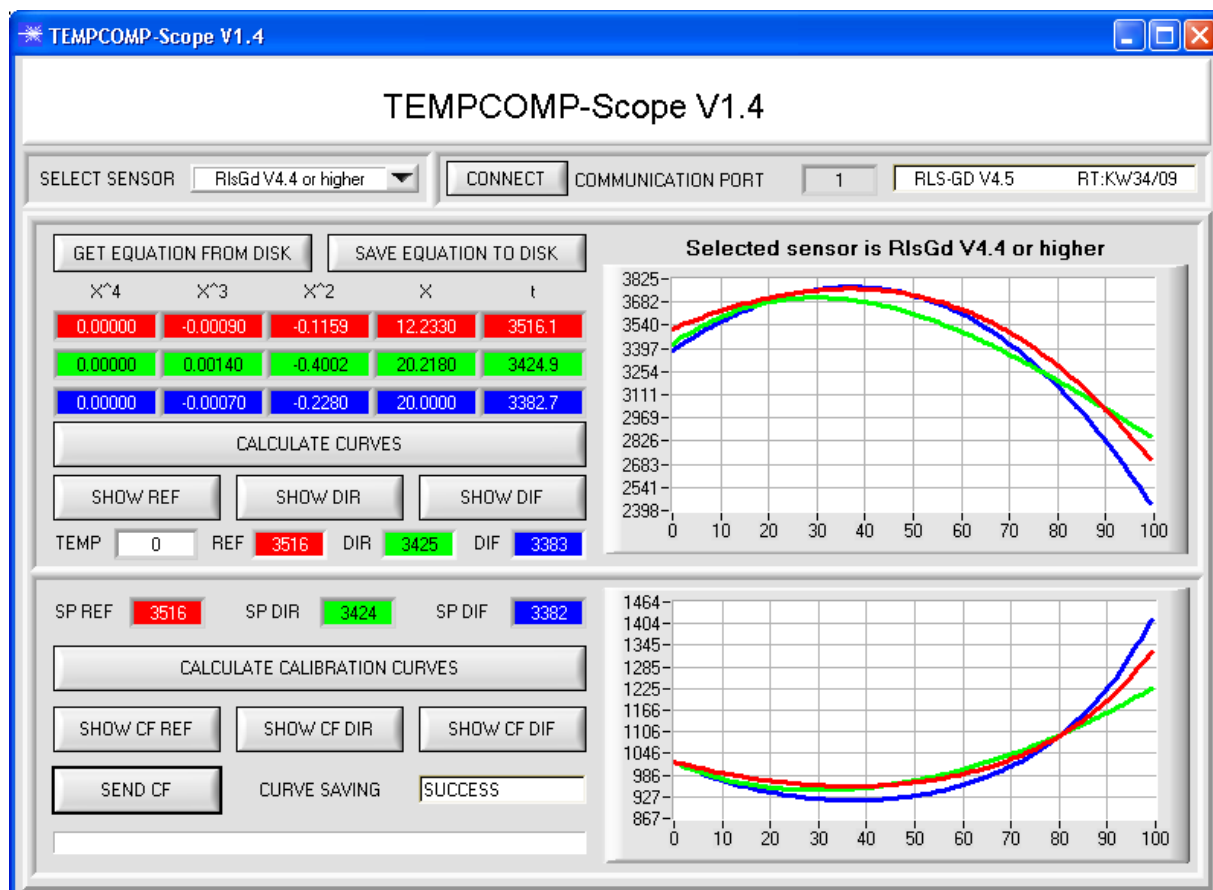 TEMPCOMP-Scope V1.4
TEMPCOMP-Scope V1.4
SELECT SENSOR RlsGd V4.4 or higher CONNECT COMMUNICATION PORT 1 RLS-GD V4.5 RT:KW34/09
GET EQUATION FROM DISK SAVE EQUATION TO DISK
X^4 X^3 X^2 X t
0.00000 -0.00090 -0.1159 12.2330 3516.1
0.00000 0.00140 -0.4002 20.2180 3424.9
0.00000 -0.00070 -0.2280 20.0000 3382.7
CALCULATE CURVES
SHOW REF SHOW DIR SHOW DIF
TEMP 0 REF 3516 DIR 3425 DIF 3383
Selected sensor is RlsGd V4.4 or higher
3825
3682
3540
3397
3254
3111
2969
2826
2683
2541
2398
0 10 20 30 40 50 60 70 80 90 100
SP REF 3516 SP DIR 3424 SP DIF 3382
CALCULATE CALIBRATION CURVES
SHOW CF REF SHOW CF DIR SHOW CF DIF
SEND CF CURVE SAVING SUCCESS
1464
1404
1345
1285
1225
1166
1106
1046
986
927
867
0 10 20 30 40 50 60 70 80 90 100